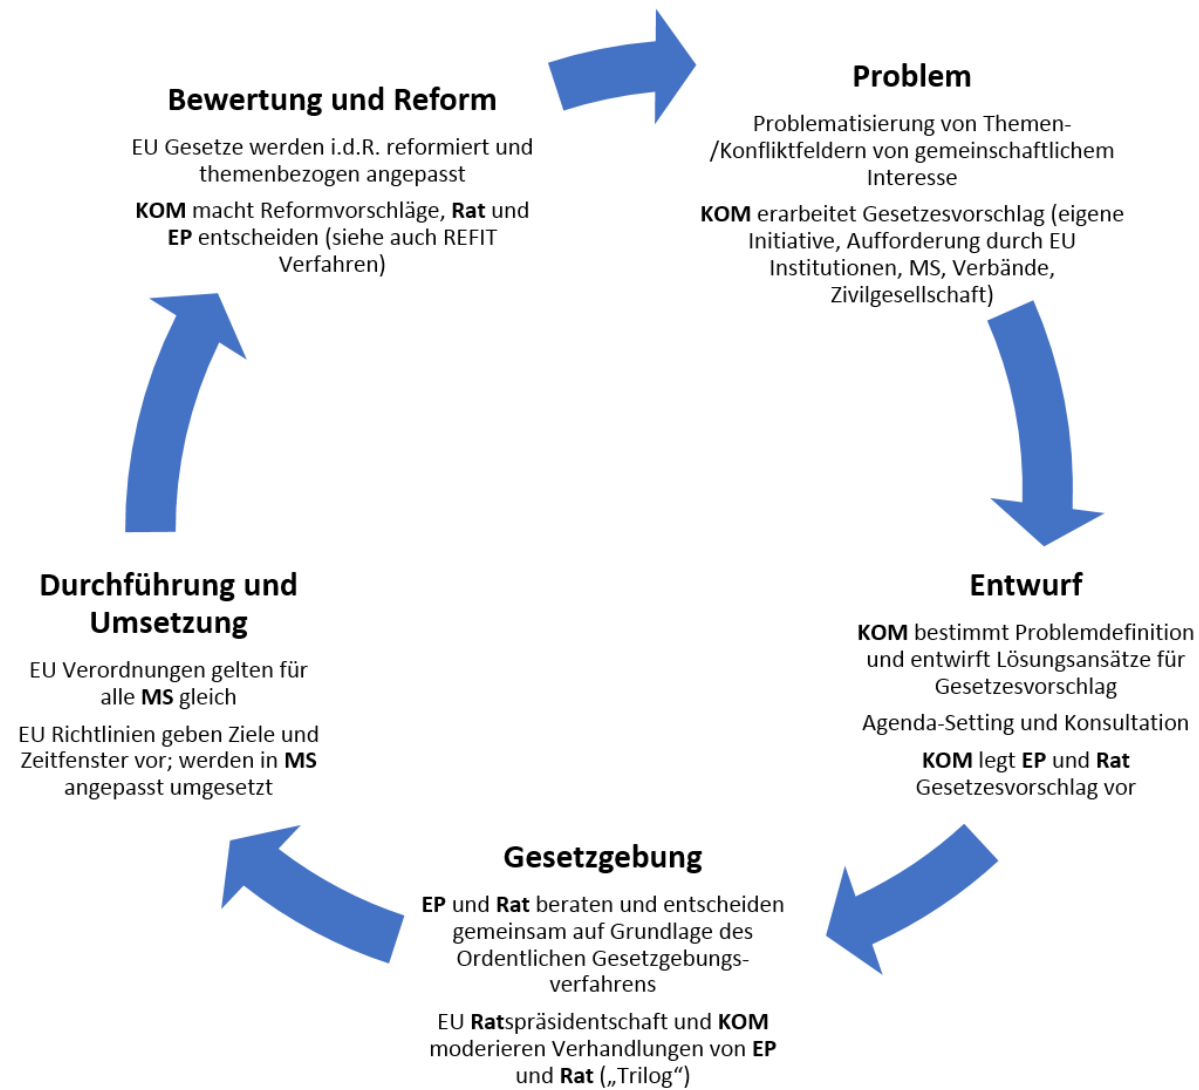 Problem
Problematisierung von Themen-
/Konfliktfeldern von gemeinschaftlichem
Interesse
KOM erarbeitet Gesetzesvorschlag (eigene
Initiative, Aufforderung durch EU
Institutionen, MS, Verbände,
Zivilgesellschaft)
Entwurf
KOM bestimmt Problemdefinition
und entwirft Lösungsansätze für
Gesetzesvorschlag
Agenda-Setting und Konsultation
KOM legt EP und Rat
Gesetzesvorschlag vor
Gesetzgebung
EP und Rat beraten und entscheiden
gemeinsam auf Grundlage des
Ordentlichen Gesetzgebungs-
verfahrens
EU Ratspräsidentschaft und KOM
moderieren Verhandlungen von EP
und Rat („Trilog“)
Durchführung und
Umsetzung
EU Verordnungen gelten für
alle MS gleich
EU Richtlinien geben Ziele und
Zeitfenster vor; werden in MS
angepasst umgesetzt
Bewertung und Reform
EU Gesetze werden i.d.R. reformiert und
themenbezogen angepasst
KOM macht Reformvorschläge, Rat und
EP entscheiden (siehe auch REFIT
Verfahren)